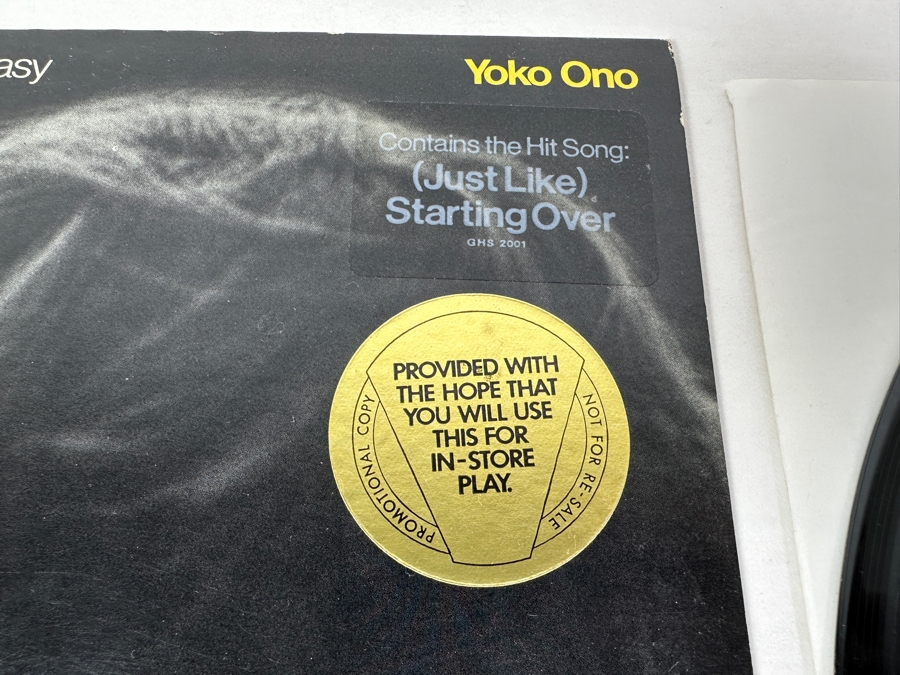 asy
Yoko Ono
Contains the Hit Song:
(Just Like)
Starting Over
GHS 2001
PROVIDED WITH
THE HOPE THAT
YOU WILL USE
THIS FOR
IN-STORE
PLAY.
PROMOTIONAL COPY
NOT FOR RE-SALE